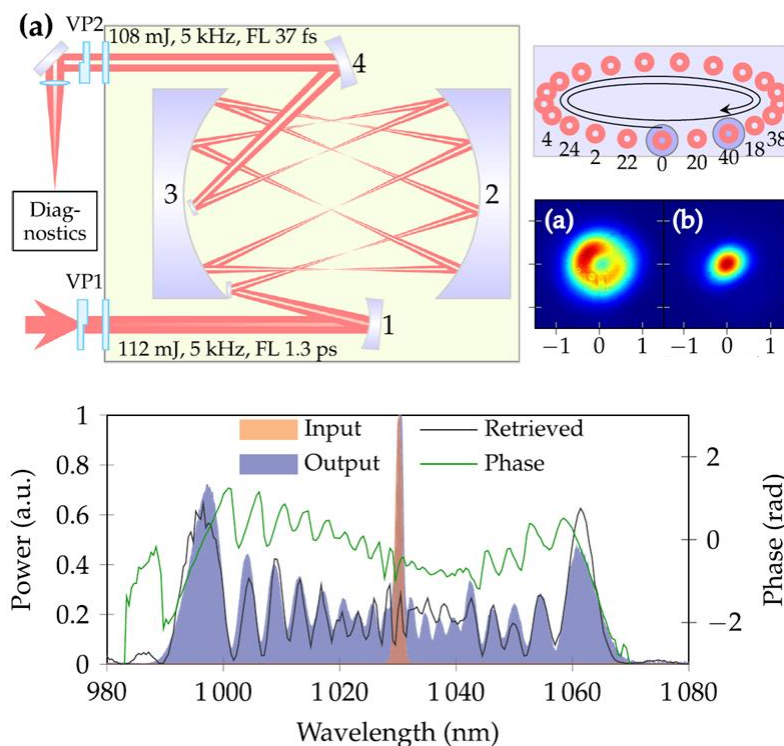 (a)
VP2
108 mJ, 5 kHz, FL 37 fs
4
3
2
Diag-
nostics
VP1
1
112 mJ, 5 kHz, FL 1.3 ps
4
24
2
22
0
20
40
18
38
(a)
(b)
−1 0 1
−1 0 1
Input
Output
Retrieved
Phase
Power (a.u.)
1
0.8
0.6
0.4
0.2
0
2
0
−2
Phase (rad)
980 1 000 1 020 1 040 1 060 1 080
Wavelength (nm)